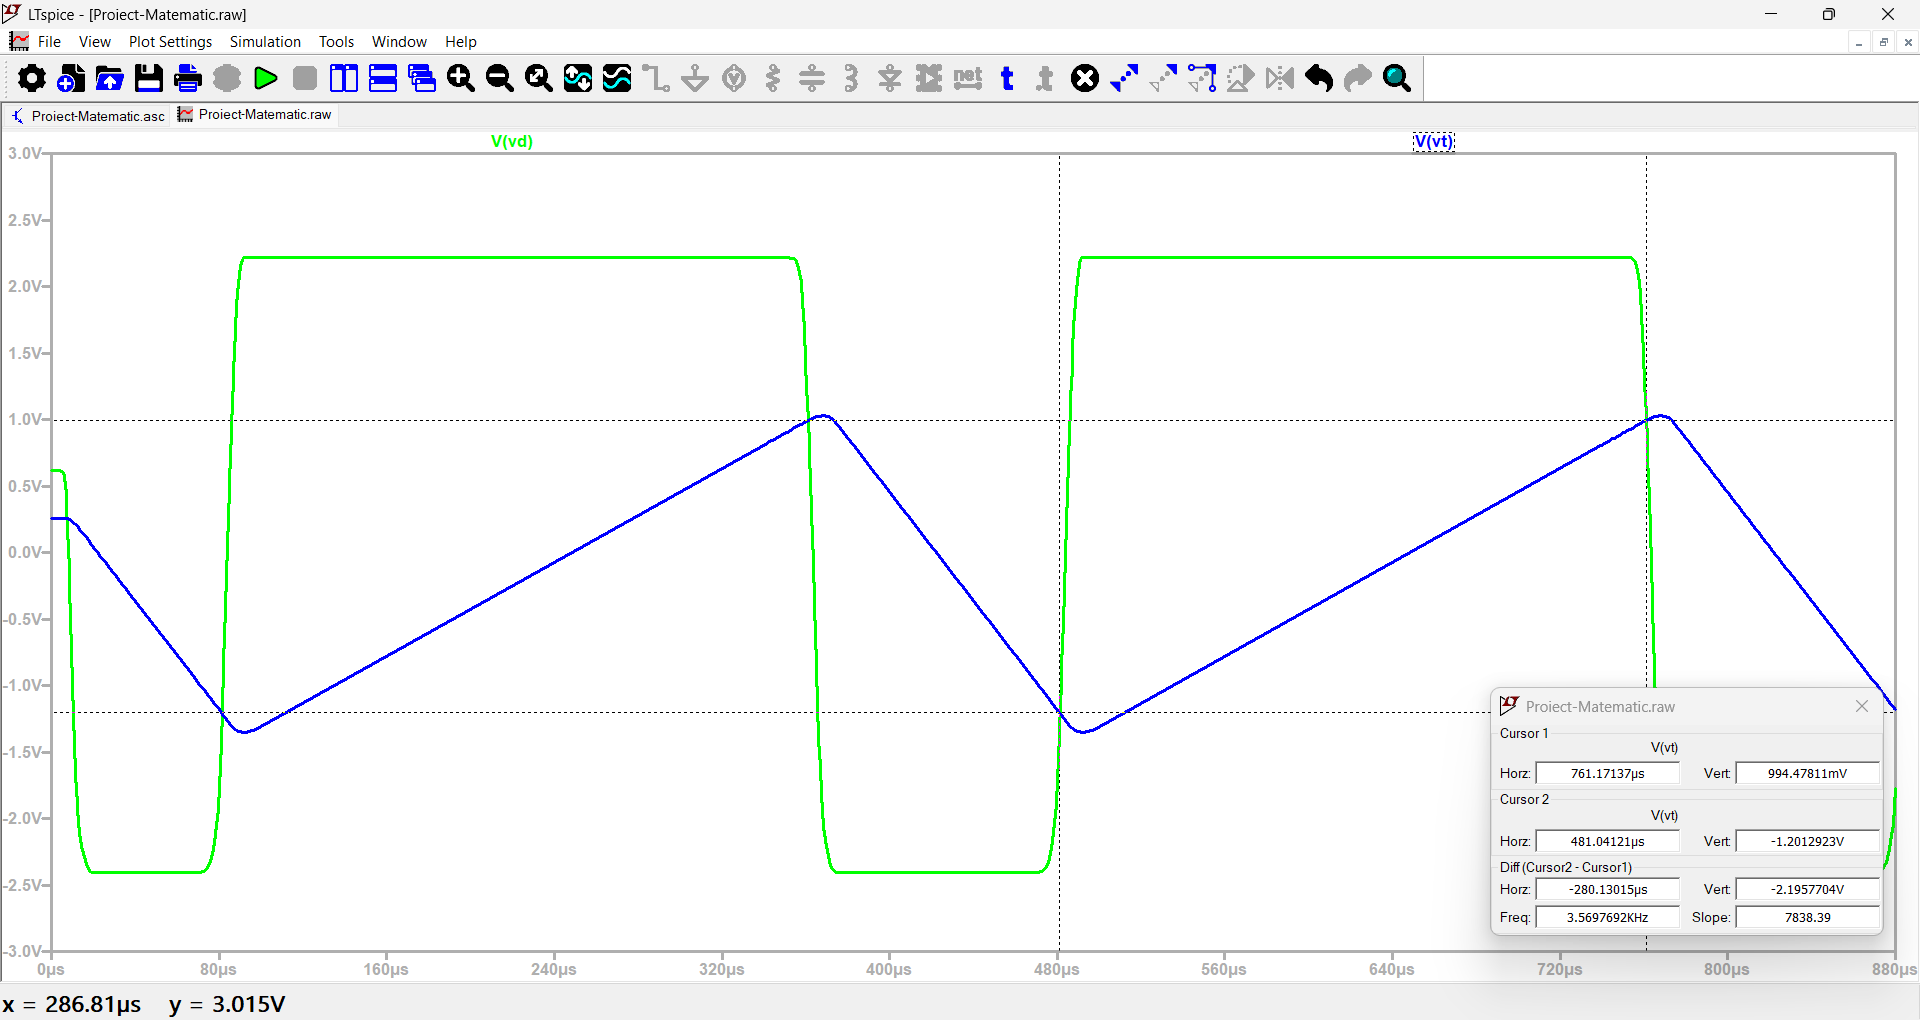 LTspice - [Proiect-Matematic.raw]
File View Plot Settings Simulation Tools Window Help
net t .t
Proiect-Matematic.asc Proiect-Matematic.raw
V(vd) V(vt)
3.0V
2.5V
2.0V
1.5V
1.0V
0.5V
0.0V
-0.5V
-1.0V
-1.5V
-2.0V
-2.5V
-3.0V
0µs 80µs 160µs 240µs 320µs 400µs 480µs 560µs 640µs 720µs 800µs 880µs
Proiect-Matematic.raw
Cursor 1
V(vt)
Horz: 761.17137µs Vert: 994.47811mV
Cursor 2
V(vt)
Horz: 481.04121µs Vert: -1.2012923V
Diff (Cursor2 - Cursor1)
Horz: -280.13015µs Vert: -2.1957704V
Freq: 3.5697692KHz Slope: 7838.39
x = 286.81µs y = 3.015V